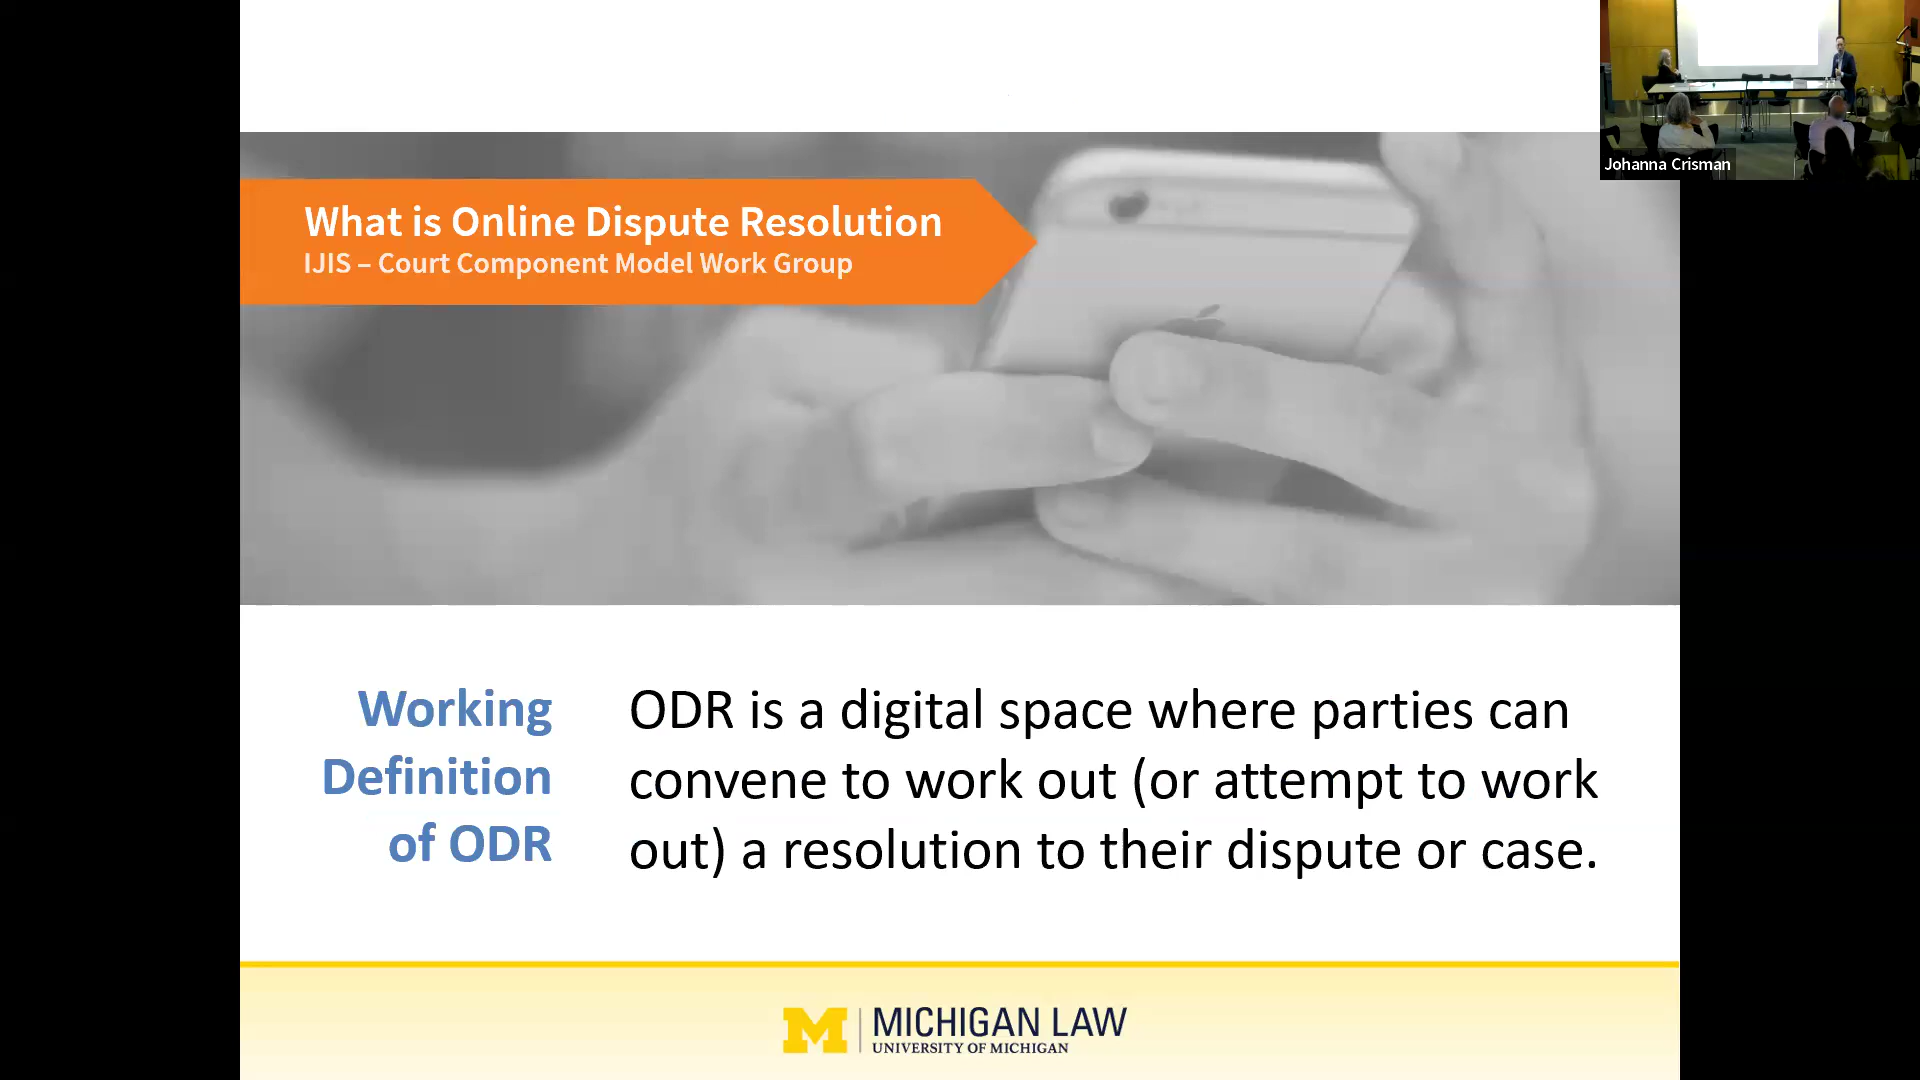 What is Online Dispute Resolution
IJIS – Court Component Model Work Group
Johanna Crisman
Working
Definition
of ODR
ODR is a digital space where parties can
convene to work out (or attempt to work
out) a resolution to their dispute or case.
M
MICHIGAN LAW
UNIVERSITY OF MICHIGAN